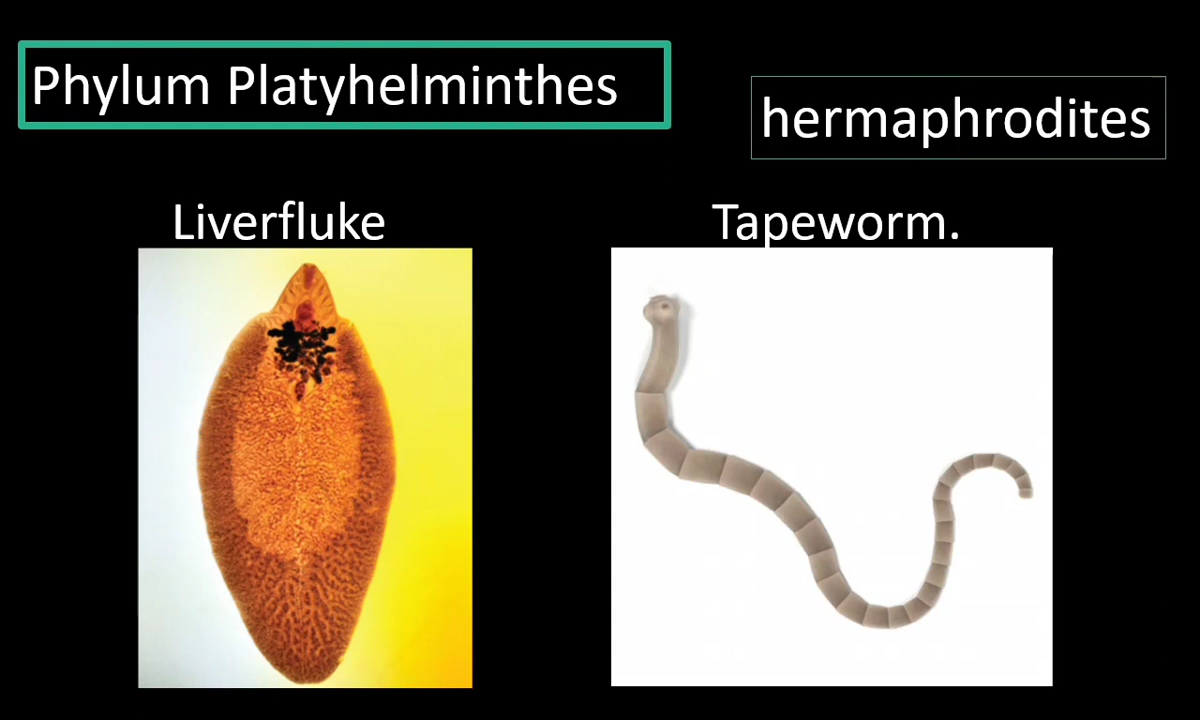 Phylum Platyhelminthes
hermaphrodites
Liverfluke
Tapeworm.